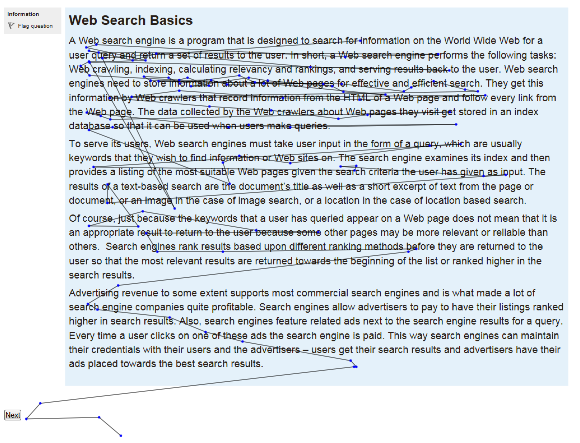 Information
Flag question
Web Search Basics
A Web search engine is a program that is designed to search for information on the World Wide Web for a
user query and return a set of results to the user. In short, a Web search engine performs the following tasks:
Web crawling, indexing, calculating relevancy and rankings, and serving results back to the user. Web search
engines need to store information about a lot of Web pages for effective and efficient search. They get this
information by Web crawlers that record information from the HTML of a Web page and follow every link from
the Web page. The data collected by the Web crawlers about Web pages they visit get stored in an index
database so that it can be used when users make queries.
To serve its users, Web search engines must take user input in the form of a query, which are usually
keywords that they wish to find information or Web sites on. The search engine examines its index and then
provides a listing of the most suitable Web pages given the search criteria the user has given as input. The
results of a text-based search are the document's title as well as a short excerpt of text from the page or
document, or an image in the case of image search, or a location in the case of location based search.
Of course, just because the keywords that a user has queried appear on a Web page does not mean that it is
an appropriate result to return to the user because some other pages may be more relevant or reliable than
others. Search engines rank results based upon different ranking methods before they are returned to the
user so that the most relevant results are returned towards the beginning of the list or ranked higher in the
search results.
Advertising revenue to some extent supports most commercial search engines and is what made a lot of
search engine companies quite profitable. Search engines allow advertisers to pay to have their listings ranked
higher in search results. Also, search engines feature related ads next to the search engine results for a query.
Every time a user clicks on one of these ads the search engine is paid. This way search engines can maintain
their credentials with their users and the advertisers – users get their search results and advertisers have their
ads placed towards the best search results.
Next